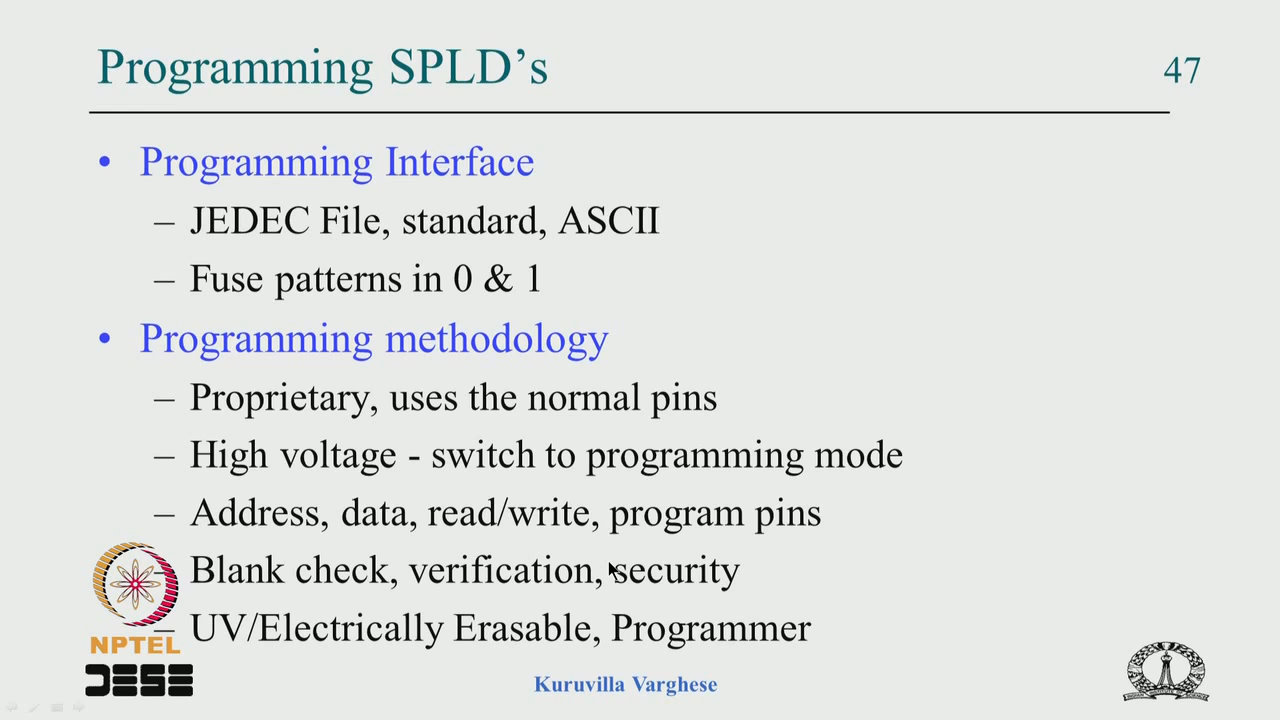 Programming SPLD's
47
• Programming Interface
– JEDEC File, standard, ASCII
– Fuse patterns in 0 & 1
• Programming methodology
– Proprietary, uses the normal pins
– High voltage - switch to programming mode
– Address, data, read/write, program pins
– Blank check, verification, security
– UV/Electrically Erasable, Programmer
NPTEL
DESE
Kuruvilla Varghese